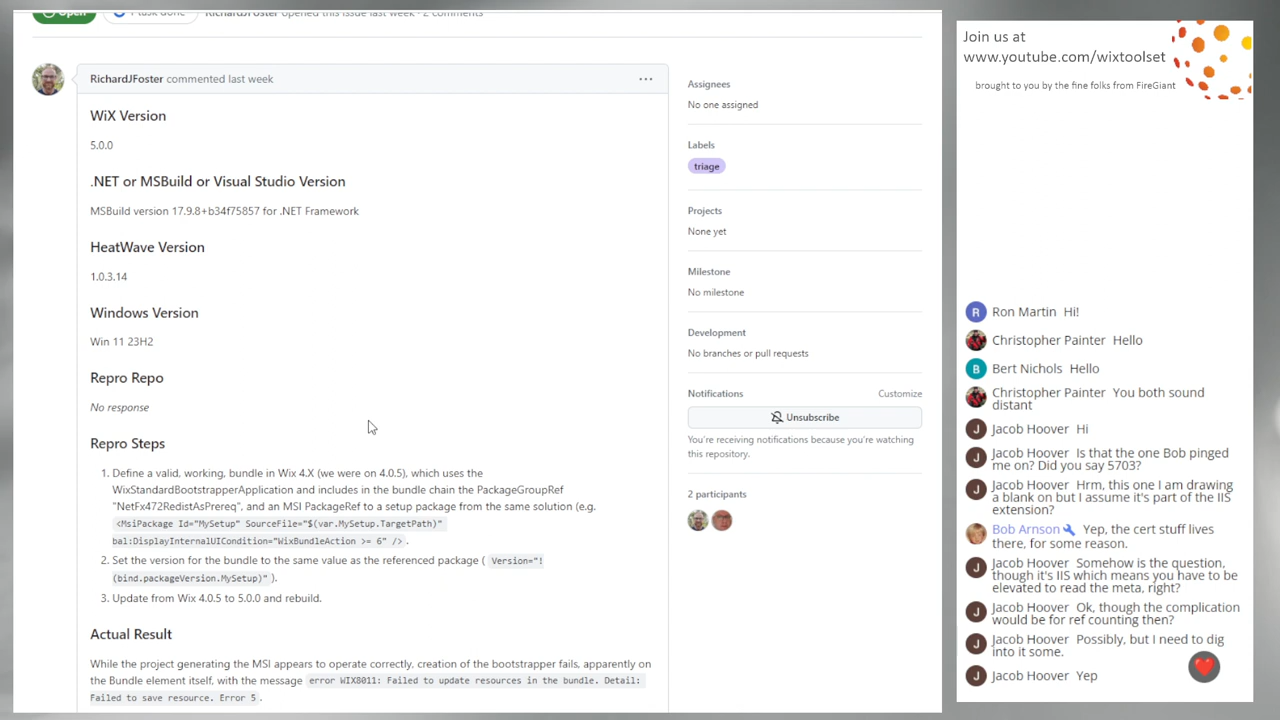 Open
1 task done
RichardJFoster opened this issue last week · 2 comments
RichardJFoster commented last week
WiX Version
5.0.0
.NET or MSBuild or Visual Studio Version
MSBuild version 17.9.8+b34f75857 for .NET Framework
HeatWave Version
1.0.3.14
Windows Version
Win 11 23H2
Repro Repo
No response
Repro Steps
1. Define a valid, working, bundle in Wix 4.X (we were on 4.0.5), which uses the
WixStandardBootstrapperApplication and includes in the bundle chain the PackageGroupRef
"NetFx472RedistAsPrereq", and an MSI PackageRef to a setup package from the same solution (e.g.
<MsiPackage Id="MySetup" SourceFile="$(var.MySetup.TargetPath)"
bal:DisplayInternalUICondition="WixBundleAction >= 6" /> .
2. Set the version for the bundle to the same value as the referenced package ( Version="!
(bind.packageVersion.MySetup)" ).
3. Update from Wix 4.0.5 to 5.0.0 and rebuild.
Actual Result
While the project generating the MSI appears to operate correctly, creation of the bootstrapper fails, apparently on
the Bundle element itself, with the message error WIX8011: Failed to update resources in the bundle. Detail:
Failed to save resource. Error 5 .
Assignees
No one assigned
Labels
triage
Projects
None yet
Milestone
No milestone
Development
No branches or pull requests
Notifications
Customize
Unsubscribe
You're receiving notifications because you're watching
this repository.
2 participants
Join us at
www.youtube.com/wixtoolset
brought to you by the fine folks from FireGiant
R Ron Martin Hi!
Christopher Painter Hello
B Bert Nichols Hello
Christopher Painter You both sound
distant
J Jacob Hoover Hi
J Jacob Hoover Is that the one Bob pinged
me on? Did you say 5703?
J Jacob Hoover Hrm, this one I am drawing
a blank on but I assume it's part of the IIS
extension?
Bob Arnson Yep, the cert stuff lives
there, for some reason.
J Jacob Hoover Somehow is the question,
though it's IIS which means you have to be
elevated to read the meta, right?
J Jacob Hoover Ok, though the complication
would be for ref counting then?
J Jacob Hoover Possibly, but I need to dig
into it some.
J Jacob Hoover Yep